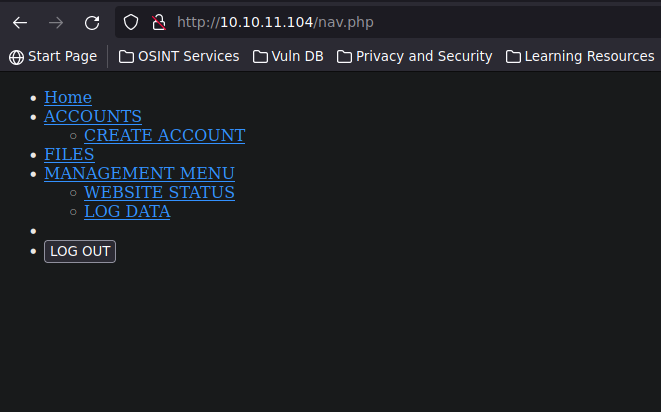 http://10.10.11.104/nav.php
Start Page OSINT Services Vuln DB Privacy and Security Learning Resources
Home
ACCOUNTS
CREATE ACCOUNT
FILES
MANAGEMENT MENU
WEBSITE STATUS
LOG DATA
LOG OUT